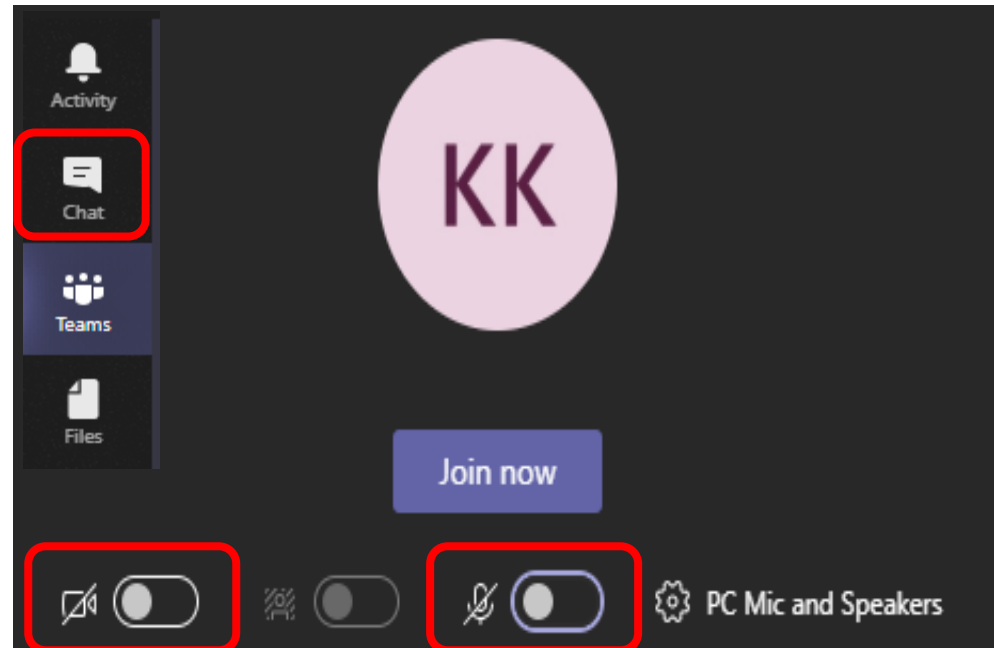 Activity
Chat
Teams
Files
KK
Join now
PC Mic and Speakers